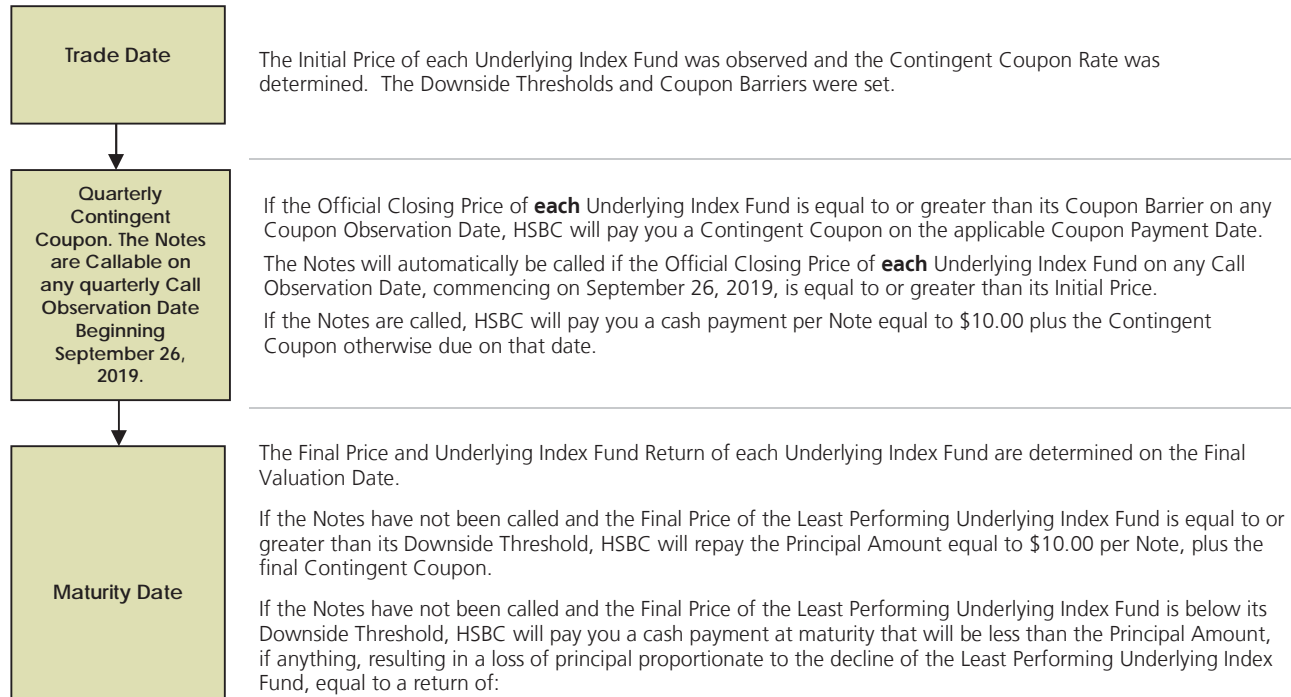 Trade Date
The Initial Price of each Underlying Index Fund was observed and the Contingent Coupon Rate was
determined. The Downside Thresholds and Coupon Barriers were set.
Quarterly
Contingent
Coupon. The Notes
are Callable on
any quarterly Call
Observation Date
Beginning
September 26,
2019.
If the Official Closing Price of each Underlying Index Fund is equal to or greater than its Coupon Barrier on any
Coupon Observation Date, HSBC will pay you a Contingent Coupon on the applicable Coupon Payment Date.
The Notes will automatically be called if the Official Closing Price of each Underlying Index Fund on any Call
Observation Date, commencing on September 26, 2019, is equal to or greater than its Initial Price.
If the Notes are called, HSBC will pay you a cash payment per Note equal to $10.00 plus the Contingent
Coupon otherwise due on that date.
Maturity Date
The Final Price and Underlying Index Fund Return of each Underlying Index Fund are determined on the Final
Valuation Date.
If the Notes have not been called and the Final Price of the Least Performing Underlying Index Fund is equal to or
greater than its Downside Threshold, HSBC will repay the Principal Amount equal to $10.00 per Note, plus the
final Contingent Coupon.
If the Notes have not been called and the Final Price of the Least Performing Underlying Index Fund is below its
Downside Threshold, HSBC will pay you a cash payment at maturity that will be less than the Principal Amount,
if anything, resulting in a loss of principal proportionate to the decline of the Least Performing Underlying Index
Fund, equal to a return of: